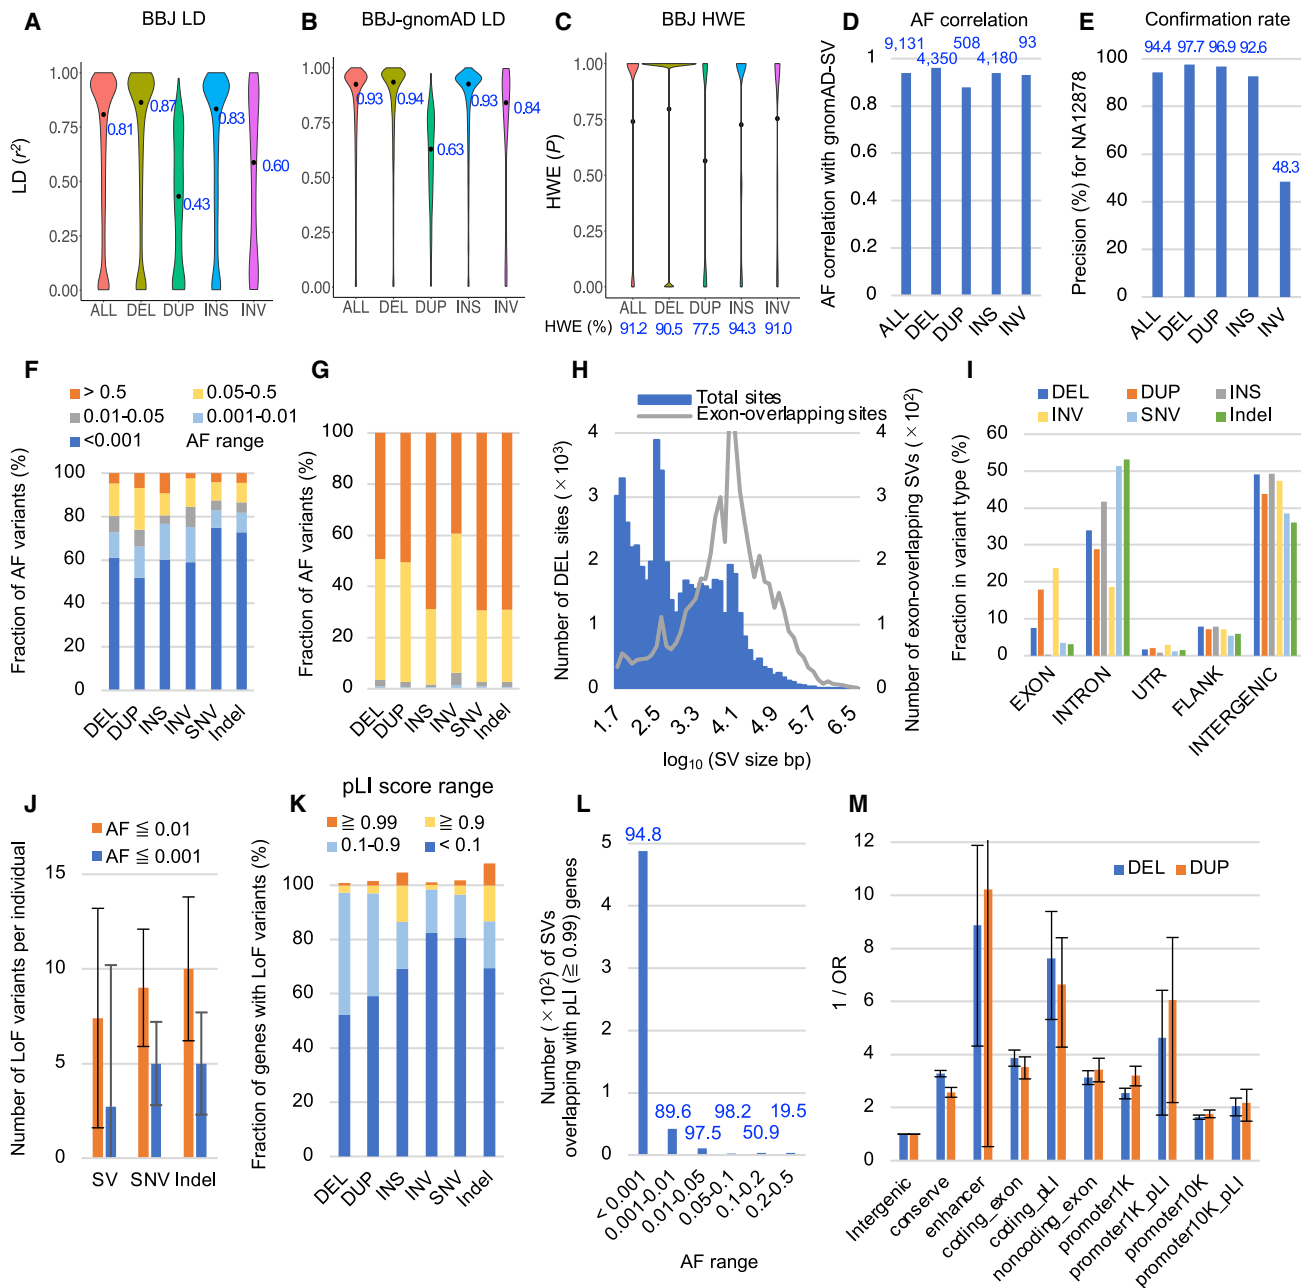 A
BBJ LD
LD (r²)
1.00
0.75
0.50
0.25
0.00
0.81
0.87
0.43
0.83
0.60
ALL DEL DUP INS INV
B
BBJ-gnomAD LD
1.00
0.75
0.50
0.25
0.00
0.93
0.94
0.63
0.93
0.84
ALL DEL DUP INS INV
C
BBJ HWE
HWE (P)
1.00
0.75
0.50
0.25
0.00
ALL DEL DUP INS INV
HWE (%) 91.2 90.5 77.5 94.3 91.0
D
AF correlation
AF correlation with gnomAD-SV
9,131
4,350
508
4,180
93
1
0.8
0.6
0.4
0.2
0
ALL DEL DUP INS INV
E
Confirmation rate
Precision (%) for NA12878
94.4 97.7 96.9 92.6
48.3
100
80
60
40
20
0
ALL DEL DUP INS INV
F
> 0.5
0.05-0.5
0.01-0.05
0.001-0.01
<0.001
AF range
Fraction of AF variants (%)
100
80
60
40
20
0
DEL DUP INS INV SNV Indel
G
Fraction of AF variants (%)
100
80
60
40
20
0
DEL DUP INS INV SNV Indel
H
Total sites
Exon-overlapping sites
Number of DEL sites (×10³)
4
3
2
1
0
Number of exon-overlapping SVs (×10²)
4
3
2
1
0
1.7 2.5 3.3 4.1 4.9 5.7 6.5
log₁₀ (SV size bp)
I
DEL DUP INS
INV SNV Indel
Fraction in variant type (%)
60
50
40
30
20
10
0
EXON INTRON UTR FLANK INTERGENIC
J
AF ≦ 0.01
AF ≦ 0.001
Number of LoF variants per individual
15
10
5
0
SV SNV Indel
K
pLI score range
≧ 0.99
≧ 0.9
0.1-0.9
< 0.1
Fraction of genes with LoF variants (%)
100
80
60
40
20
0
DEL DUP INS INV SNV Indel
L
Number (×10²) of SVs
overlapping with pLI (≧ 0.99) genes
5
4
3
2
1
0
94.8
89.6
97.5
98.2
50.9
19.5
< 0.001 0.001-0.01 0.01-0.05 0.05-0.1 0.1-0.2 0.2-0.5
AF range
M
DEL DUP
1 / OR
12
10
8
6
4
2
0
Intergenic conserve enhancer coding_exon coding_pLI noncoding_exon promoter1K promoter1K_pLI promoter10K promoter10K_pLI